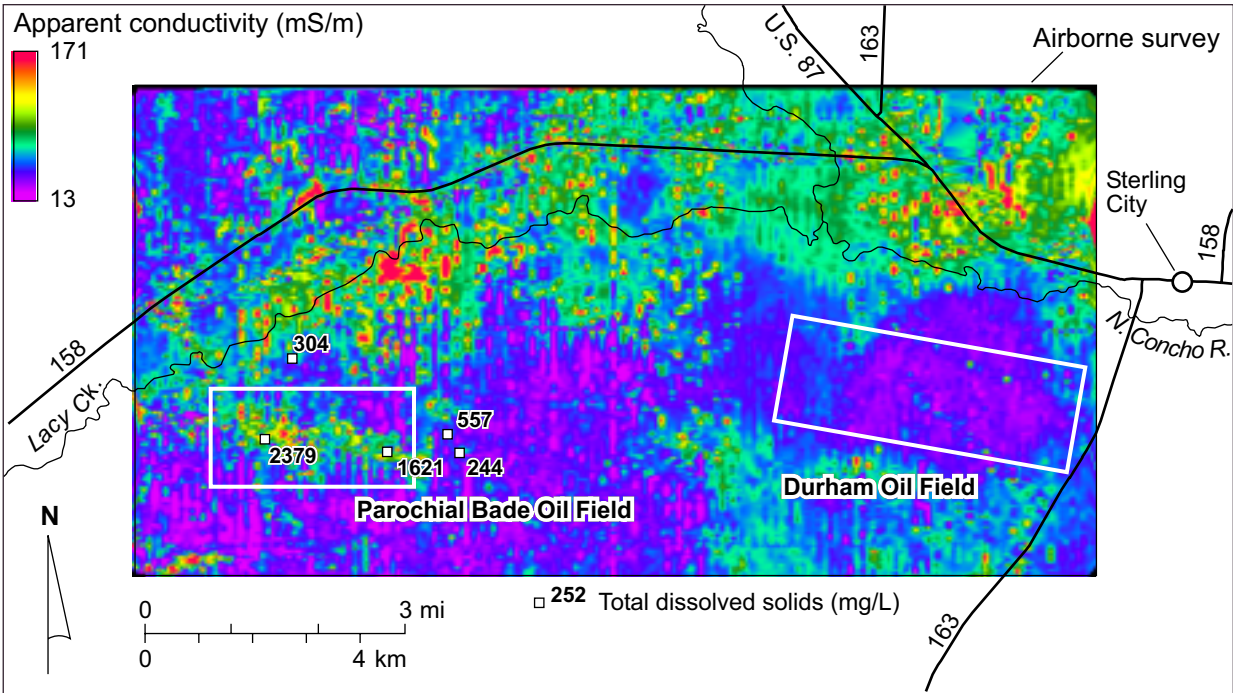 Apparent conductivity (mS/m)
171
13
U.S. 87
163
Airborne survey
Sterling
City
158
N. Concho R.
158
Lacy Ck.
304
557
2379
1621
244
Parochial Bade Oil Field
Durham Oil Field
N
0 3 mi
0 4 km
252 Total dissolved solids (mg/L)
163